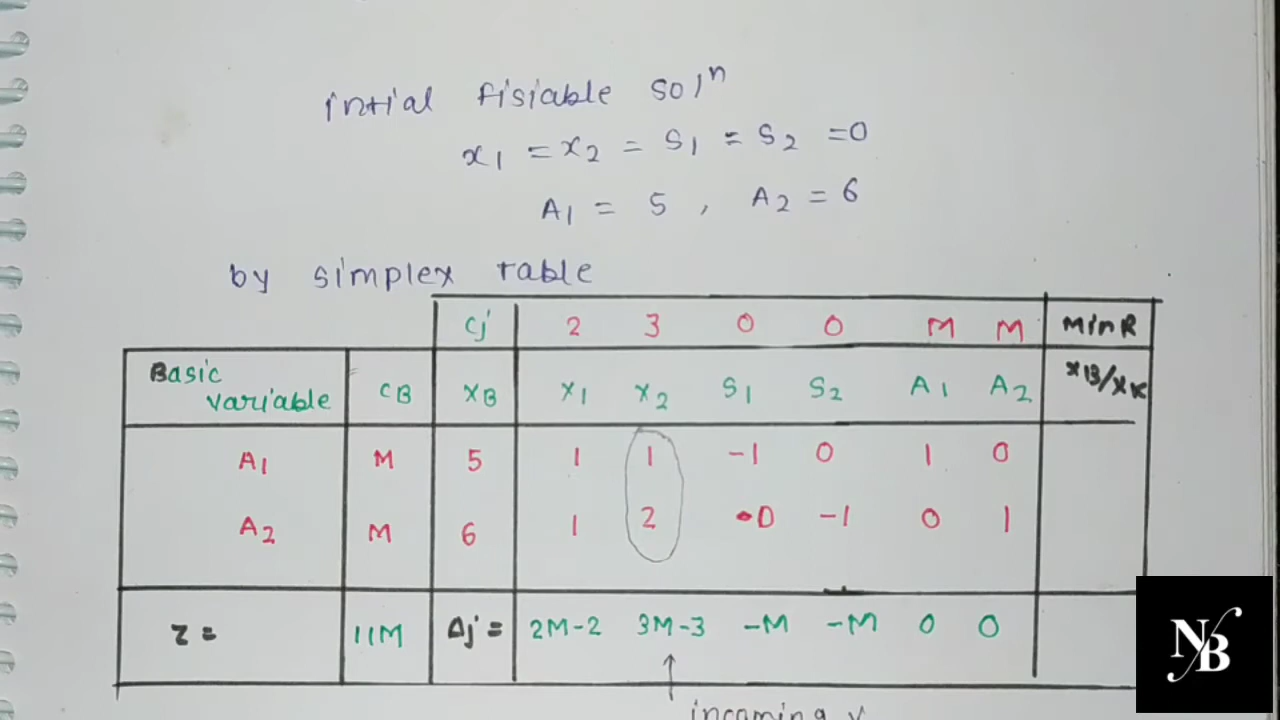 intial fisiable solⁿ
x₁ = x₂ = S₁ = S₂ = 0
A₁ = 5 , A₂ = 6
by simplex table
Cj 2 3 0 0 M M Min R
Basic variable CB XB X₁ X₂ S₁ S₂ A₁ A₂ XB/XK
A₁ M 5 1 1 -1 0 1 0
A₂ M 6 1 2 0 -1 0 1
Z = 11M Δj = 2M-2 3M-3 -M -M 0 0
incoming v
NB